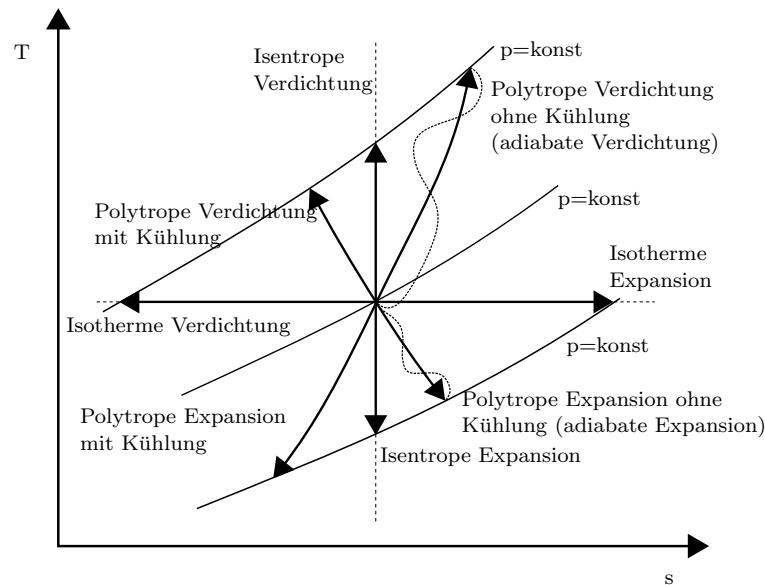 T
Isentrope
Verdichtung
p=konst
Polytrope Verdichtung
ohne Kühlung
(adiabate Verdichtung)
p=konst
Polytrope Verdichtung
mit Kühlung
Isotherme
Expansion
Isotherme Verdichtung
p=konst
Polytrope Expansion
mit Kühlung
Polytrope Expansion ohne
Kühlung (adiabate Expansion)
Isentrope Expansion
s